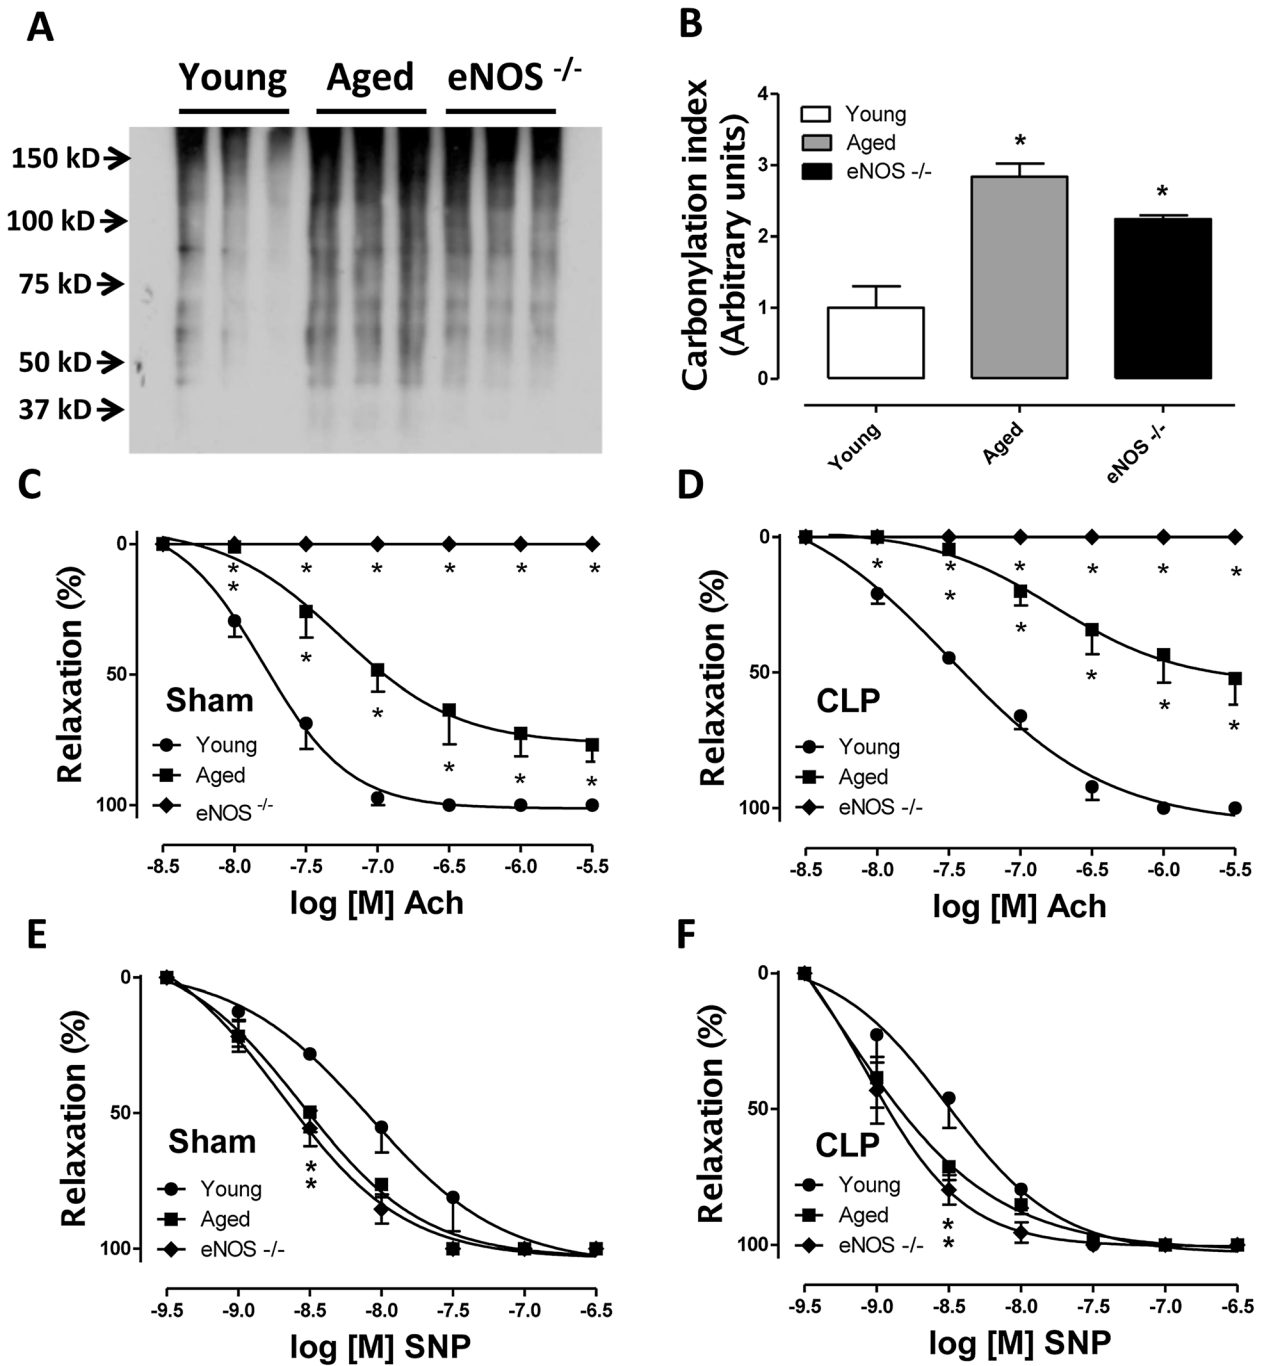 A
Young Aged eNOS -/-
150 kD
100 kD
75 kD
50 kD
37 kD
B
Carbonylation index
(Arbitrary units)
4
3
2
1
0
Young
Aged
eNOS -/-
*
*
Young
Aged
eNOS -/-
C
Relaxation (%)
0
50
100
* * * * * *
*
* * * * *
Sham
Young
Aged
eNOS -/-
-8.5 -8.0 -7.5 -7.0 -6.5 -6.0 -5.5
log [M] Ach
D
Relaxation (%)
0
50
100
* * * * * *
* * * * *
CLP
Young
Aged
eNOS -/-
-8.5 -8.0 -7.5 -7.0 -6.5 -6.0 -5.5
log [M] Ach
E
Relaxation (%)
0
50
100
Sham
*
*
Young
Aged
eNOS -/-
-9.5 -9.0 -8.5 -8.0 -7.5 -7.0 -6.5
log [M] SNP
F
Relaxation (%)
0
50
100
CLP
Young
Aged
eNOS -/-
*
*
-9.5 -9.0 -8.5 -8.0 -7.5 -7.0 -6.5
log [M] SNP